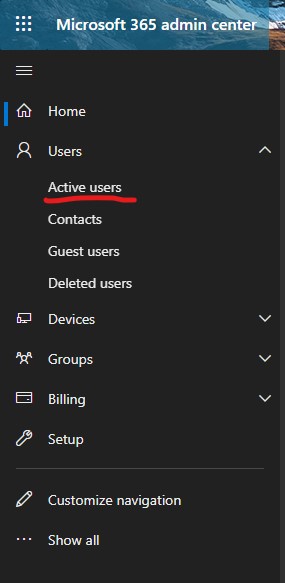 Microsoft 365 admin center
Home
Users
Active users
Contacts
Guest users
Deleted users
Devices
Groups
Billing
Setup
Customize navigation
Show all